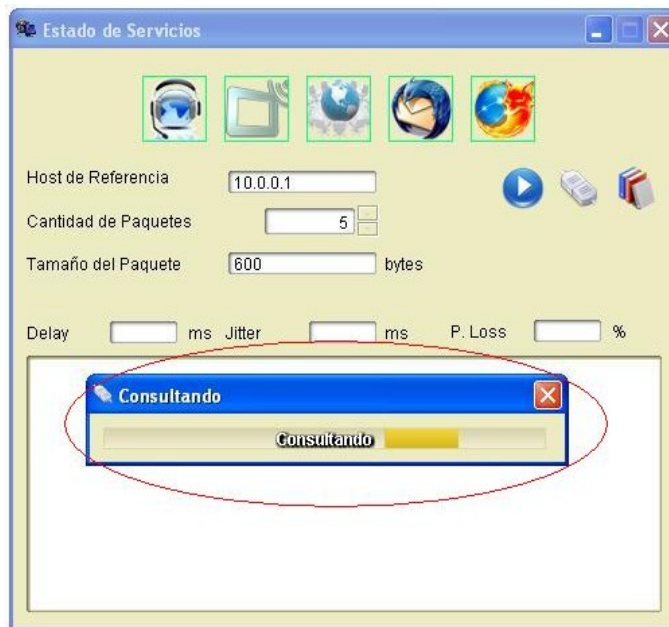 Estado de Servicios
Host de Referencia 10.0.0.1
Cantidad de Paquetes 5
Tamaño del Paquete 600 bytes
Delay ms Jitter ms P. Loss %
Consultando
Consultando